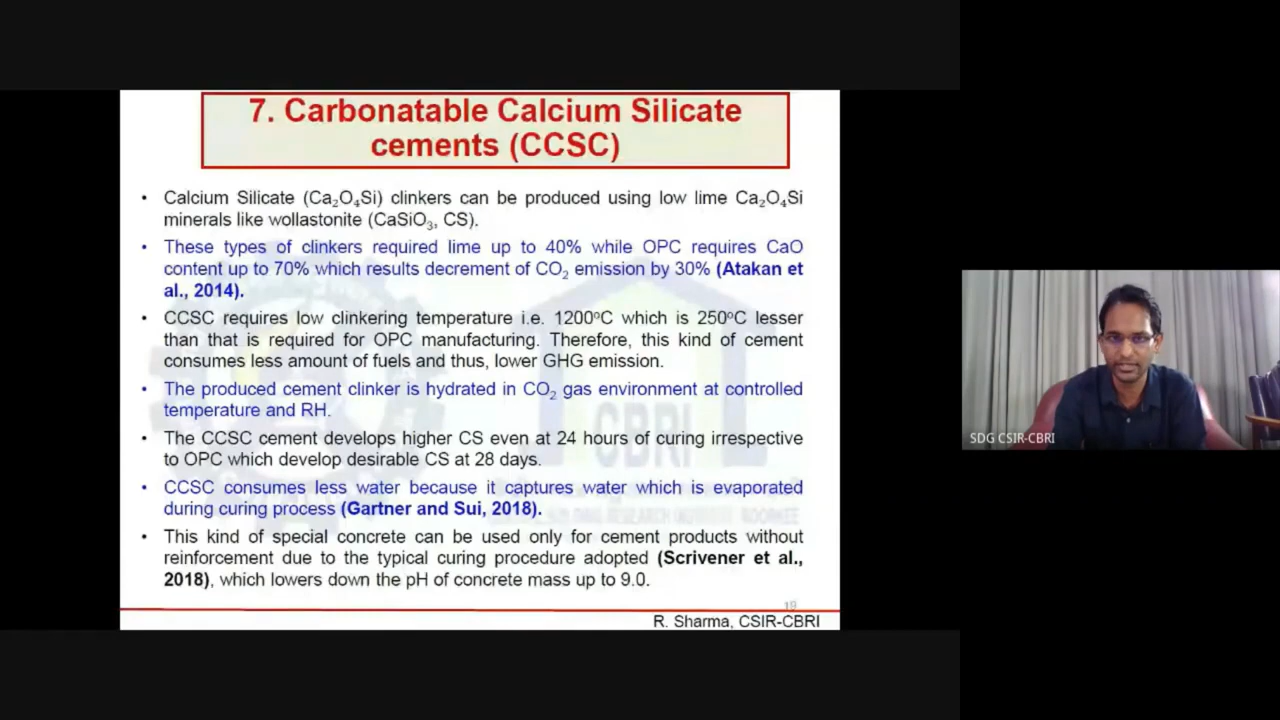 7. Carbonatable Calcium Silicate
cements (CCSC)
• Calcium Silicate (Ca₂O₄Si) clinkers can be produced using low lime Ca₂O₄Si
minerals like wollastonite (CaSiO₃, CS).
• These types of clinkers required lime up to 40% while OPC requires CaO
content up to 70% which results decrement of CO₂ emission by 30% (Atakan et
al., 2014).
• CCSC requires low clinkering temperature i.e. 1200ºC which is 250ºC lesser
than that is required for OPC manufacturing. Therefore, this kind of cement
consumes less amount of fuels and thus, lower GHG emission.
• The produced cement clinker is hydrated in CO₂ gas environment at controlled
temperature and RH.
• The CCSC cement develops higher CS even at 24 hours of curing irrespective
to OPC which develop desirable CS at 28 days.
• CCSC consumes less water because it captures water which is evaporated
during curing process (Gartner and Sui, 2018).
• This kind of special concrete can be used only for cement products without
reinforcement due to the typical curing procedure adopted (Scrivener et al.,
2018), which lowers down the pH of concrete mass up to 9.0.
19
R. Sharma, CSIR-CBRI
CBRI
SDG CSIR-CBRI